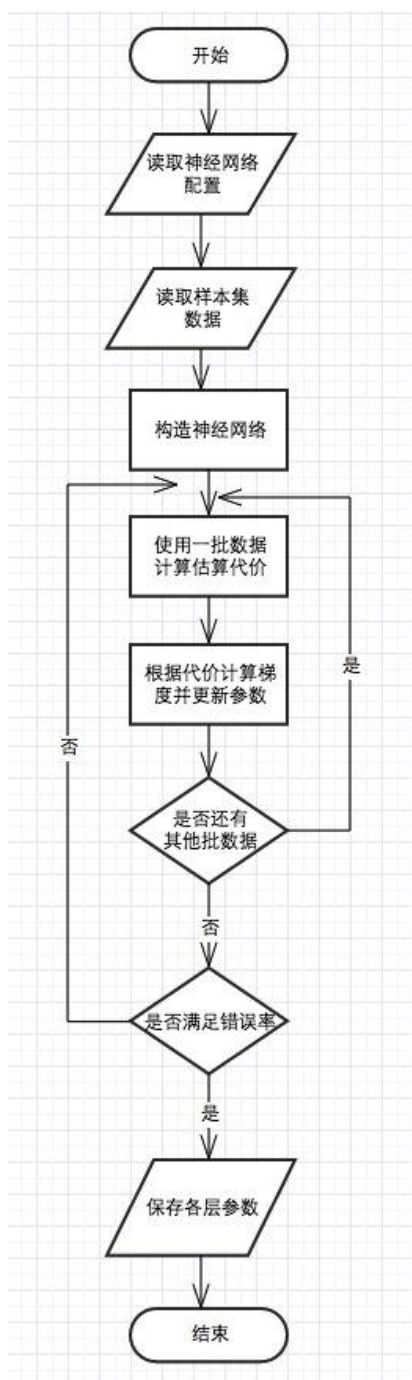 开始
读取神经网络
配置
读取样本集
数据
构造神经网络
使用一批数据
计算估算代价
根据代价计算梯
度并更新参数
是
否
是否还有
其他批数据
否
是否满足错误率
是
保存各层参数
结束